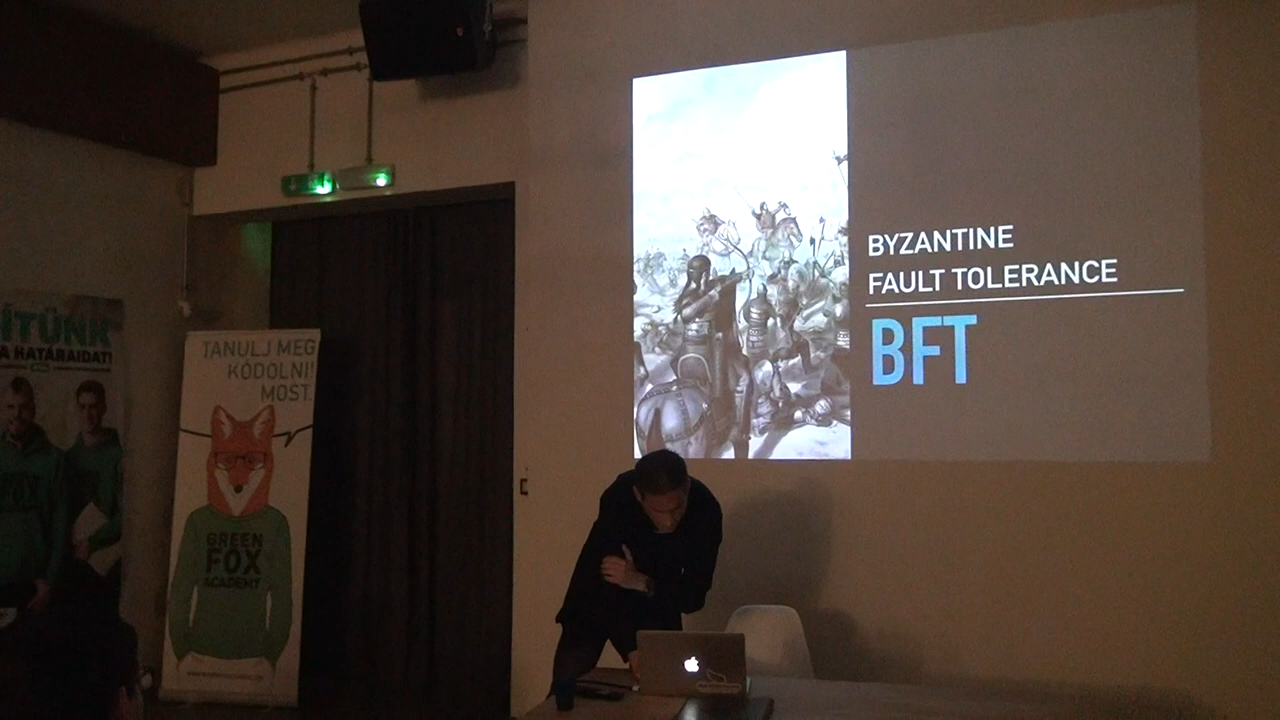 ÍTÜNK
A HATÁRAIDAT!
TANULJ MEG
KÓDOLNI!
MOST.
GREEN
FOX
ACADEMY
BYZANTINE
FAULT TOLERANCE
BFT